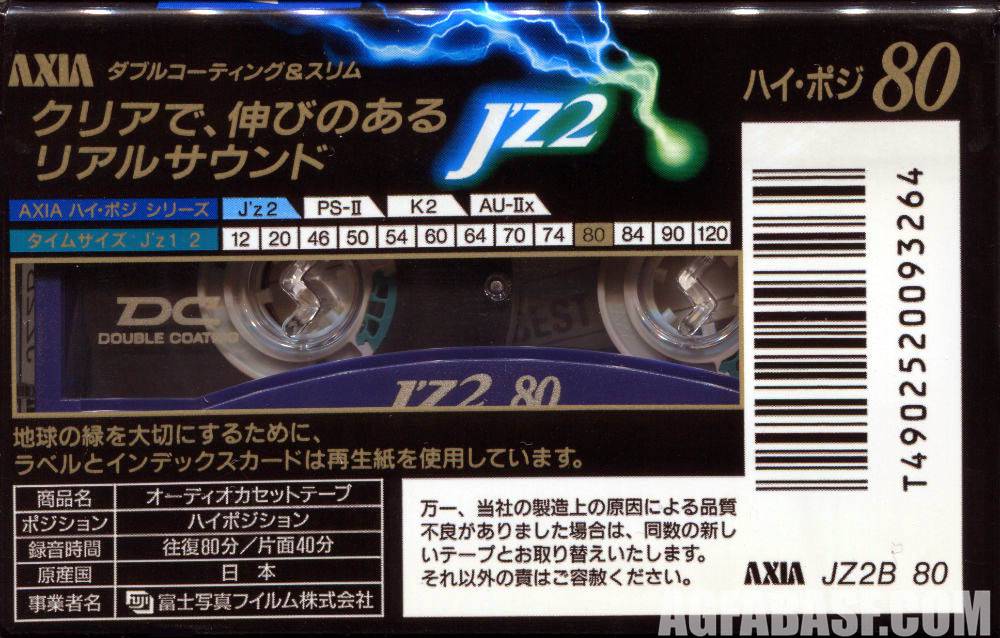 AXIA ダブルコーティング&スリム
クリアで、伸びのある
リアルサウンド
J'z2
ハイ・ポジ 80
AXIA ハイ・ポジ シリーズ J'z2 PS-II K2 AU-IIx
タイムサイズ J'z1 2 12 20 46 50 54 60 64 70 74 80 84 90 120
DC
DOUBLE COATING
BEST
J'z2 80
地球の緑を大切にするために、
ラベルとインデックスカードは再生紙を使用しています。
商品名 オーディオカセットテープ
ポジション ハイポジション
録音時間 往復80分/片面40分
原産国 日本
事業者名 富士写真フイルム株式会社
万一、当社の製造上の原因による品質
不良がありました場合は、同数の新し
いテープとお取り替えいたします。
それ以外の責はご容赦ください。
T4902520093264
AXIA JZ2B 80
AGFABASF.COM